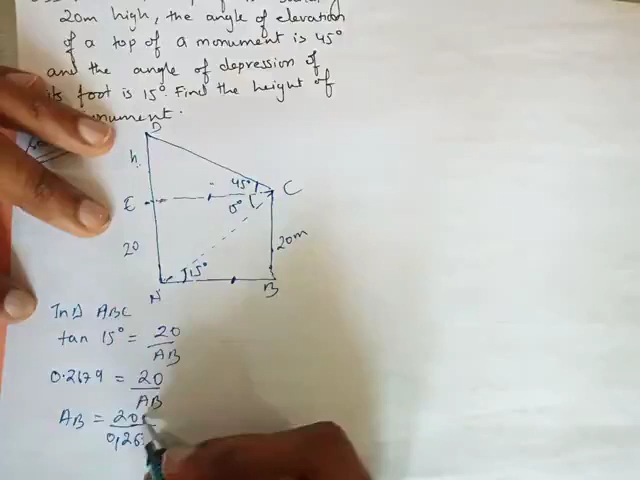 20m high, the angle of elevation
of a top of a monument is 45°
and the angle of depression of
its foot is 15°. Find the height of
monument.
D
h
45°
E
C
15°
20
20m
15°
B
In Δ ABC
tan 15° = 20
AB
0.2679 = 20
AB
AB = 20
0.26